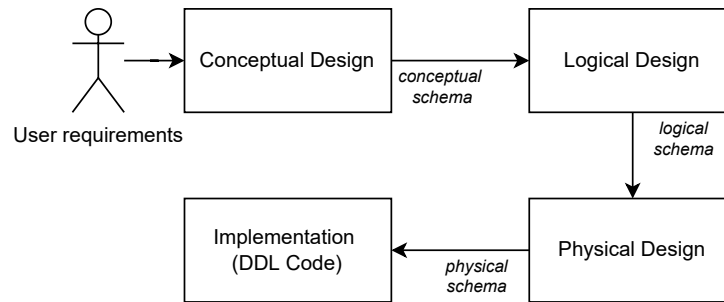 Conceptual Design
Logical Design
conceptual
schema
User requirements
logical
schema
Implementation
(DDL Code)
Physical Design
physical
schema